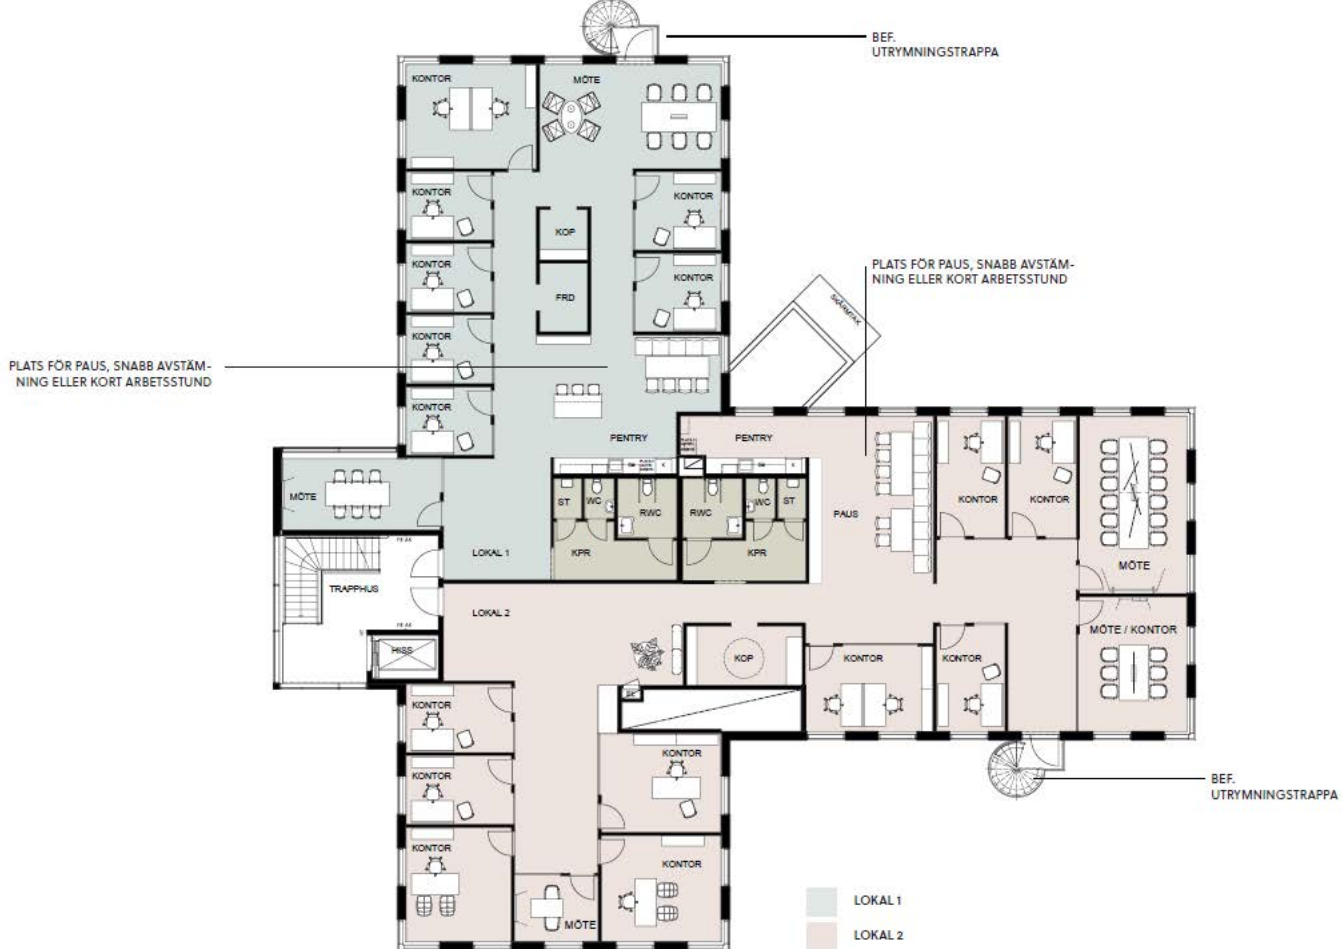 BEF.
UTRYMNINGSTRAPPA
KONTOR
MÖTE
KONTOR
KONTOR
KOP
KONTOR
KONTOR
FRD
PLATS FÖR PAUS, SNABB AVSTÄM-
NING ELLER KORT ARBETSSTUND
SKÄRMTAK
KONTOR
PLATS FÖR PAUS, SNABB AVSTÄM-
NING ELLER KORT ARBETSSTUND
KONTOR
PENTRY
PENTRY
MÖTE
ST
WC
RWC
RWC
WC
ST
PAUS
KONTOR
KONTOR
LOKAL 1
KPR
KPR
MÖTE
TRAPPHUS
LOKAL 2
MÖTE / KONTOR
HISS
KOP
KONTOR
KONTOR
KONTOR
KONTOR
KONTOR
BEF.
UTRYMNINGSTRAPPA
KONTOR
KONTOR
MÖTE
LOKAL 1
LOKAL 2